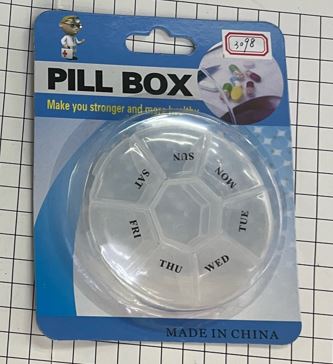 3098
PILL BOX
Make you stronger and more healthy
SUN
MON
TUE
WED
THU
FRI
SAT
MADE IN CHINA